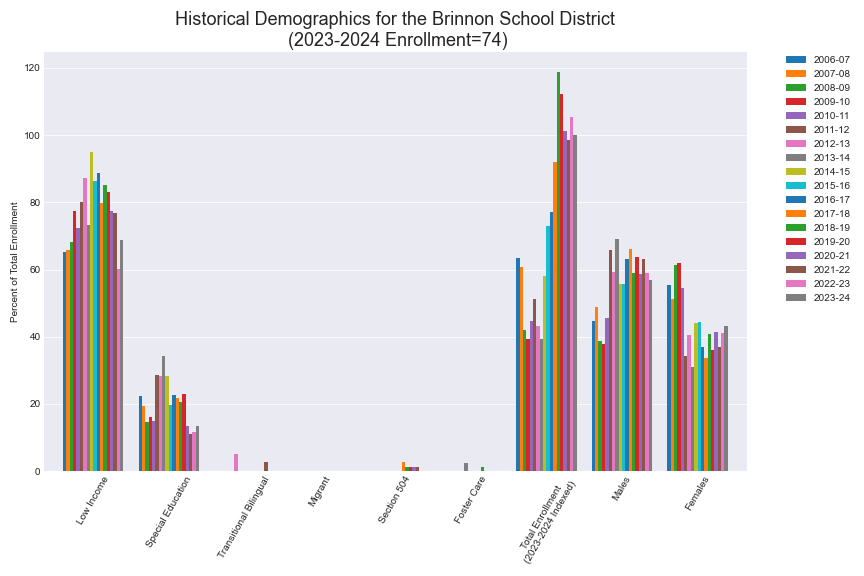 Historical Demographics for the Brinnon School District
(2023-2024 Enrollment=74)
120
100
80
60
40
20
0
Percent of Total Enrollment
Low Income
Special Education
Transitional Bilingual
Migrant
Section 504
Foster Care
Total Enrollment
(2023-2024 Indexed)
Males
Females
2006-07
2007-08
2008-09
2009-10
2010-11
2011-12
2012-13
2013-14
2014-15
2015-16
2016-17
2017-18
2018-19
2019-20
2020-21
2021-22
2022-23
2023-24